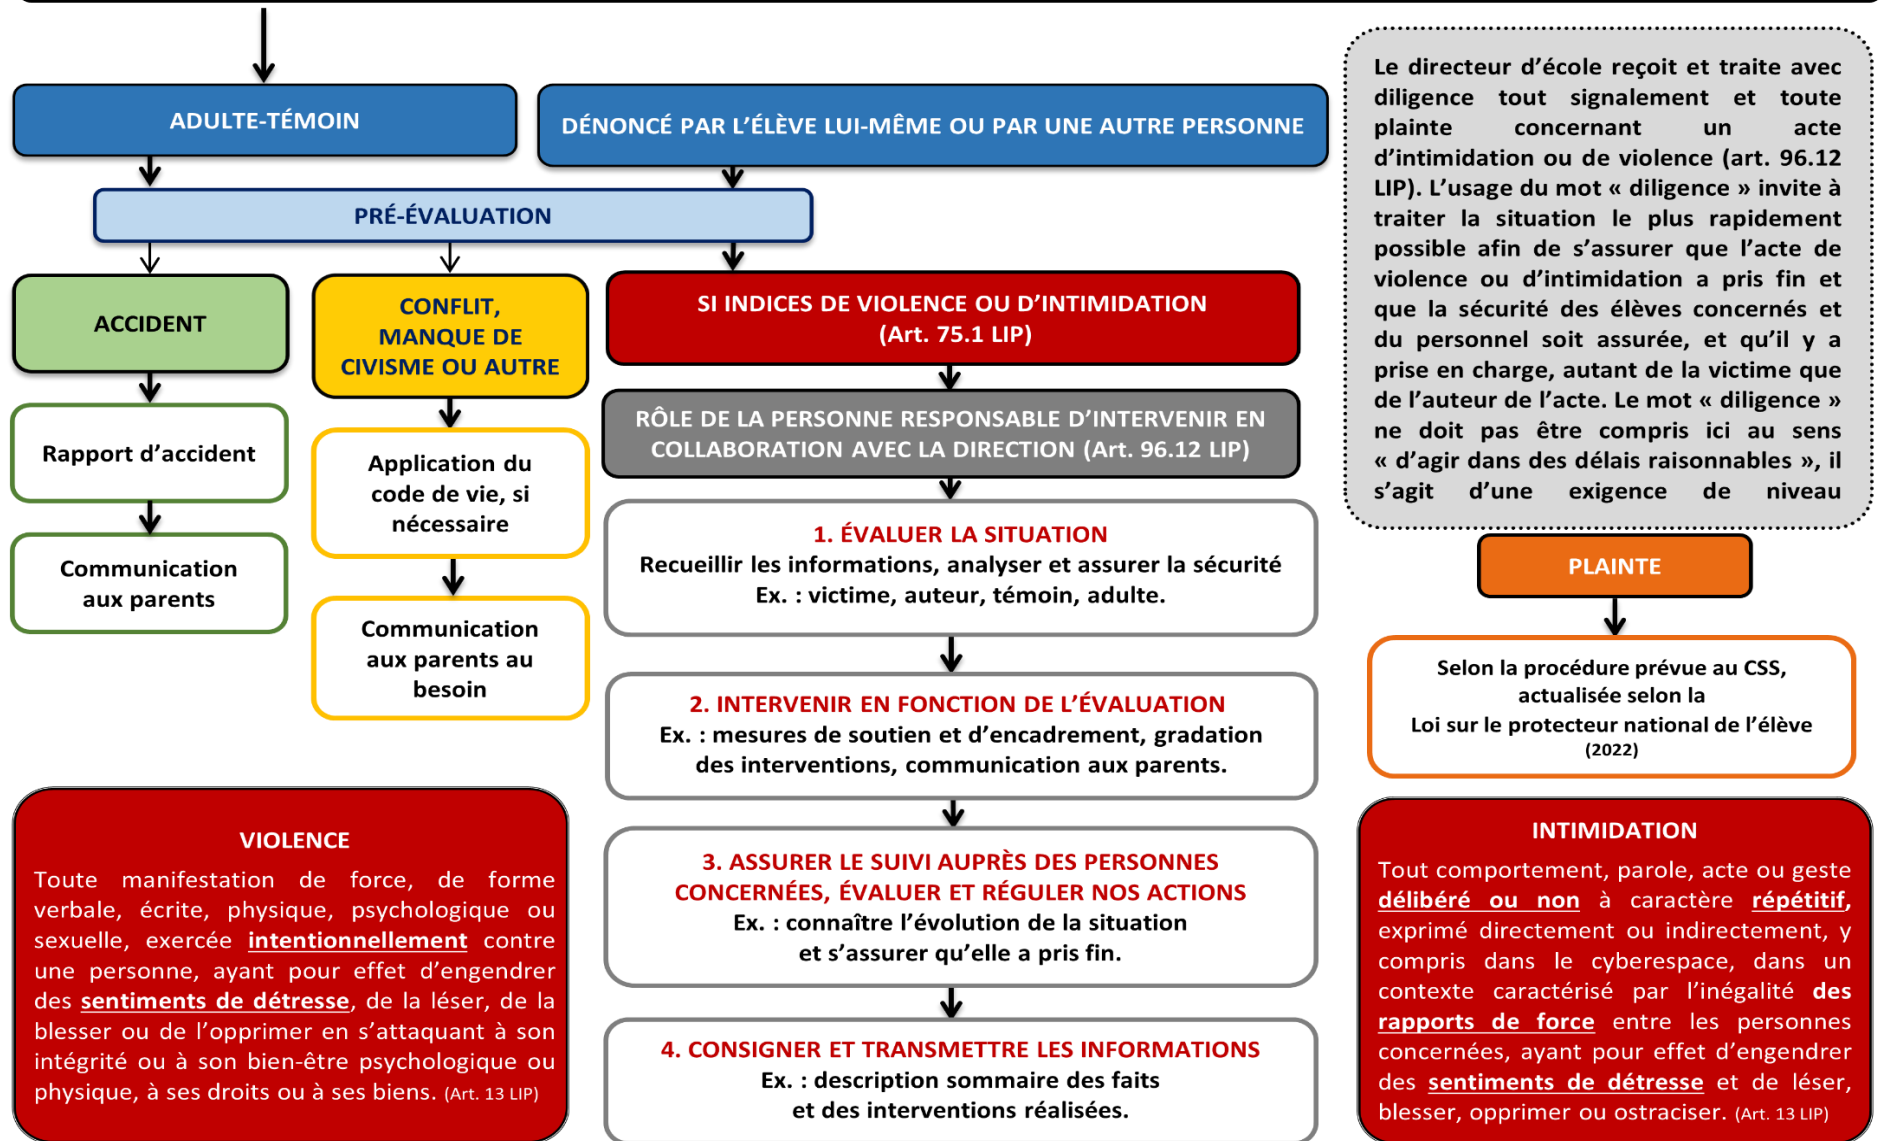 ADULTE-TÉMOIN
DÉNONCÉ PAR L’ÉLÈVE LUI-MÊME OU PAR UNE AUTRE PERSONNE
PRÉ-ÉVALUATION
ACCIDENT
Rapport d’accident
Communication
aux parents
CONFLIT,
MANQUE DE
CIVISME OU AUTRE
Application du
code de vie, si
nécessaire
Communication
aux parents au
besoin
SI INDICES DE VIOLENCE OU D’INTIMIDATION
(Art. 75.1 LIP)
RÔLE DE LA PERSONNE RESPONSABLE D’INTERVENIR EN
COLLABORATION AVEC LA DIRECTION (Art. 96.12 LIP)
1. ÉVALUER LA SITUATION
Recueillir les informations, analyser et assurer la sécurité
Ex. : victime, auteur, témoin, adulte.
2. INTERVENIR EN FONCTION DE L’ÉVALUATION
Ex. : mesures de soutien et d’encadrement, gradation
des interventions, communication aux parents.
3. ASSURER LE SUIVI AUPRÈS DES PERSONNES
CONCERNÉES, ÉVALUER ET RÉGULER NOS ACTIONS
Ex. : connaître l’évolution de la situation
et s’assurer qu’elle a pris fin.
4. CONSIGNER ET TRANSMETTRE LES INFORMATIONS
Ex. : description sommaire des faits
et des interventions réalisées.
Le directeur d’école reçoit et traite avec
diligence tout signalement et toute
plainte concernant un acte
d’intimidation ou de violence (art. 96.12
LIP). L’usage du mot « diligence » invite à
traiter la situation le plus rapidement
possible afin de s’assurer que l’acte de
violence ou d’intimidation a pris fin et
que la sécurité des élèves concernés et
du personnel soit assurée, et qu’il y a
prise en charge, autant de la victime que
de l’auteur de l’acte. Le mot « diligence »
ne doit pas être compris ici au sens
« d’agir dans des délais raisonnables », il
s’agit d’une exigence de niveau
PLAINTE
Selon la procédure prévue au CSS,
actualisée selon la
Loi sur le protecteur national de l’élève
(2022)
VIOLENCE
Toute manifestation de force, de forme
verbale, écrite, physique, psychologique ou
sexuelle, exercée intentionnellement contre
une personne, ayant pour effet d’engendrer
des sentiments de détresse, de la léser, de la
blesser ou de l’opprimer en s’attaquant à son
intégrité ou à son bien-être psychologique ou
physique, à ses droits ou à ses biens. (Art. 13 LIP)
INTIMIDATION
Tout comportement, parole, acte ou geste
délibéré ou non à caractère répétitif,
exprimé directement ou indirectement, y
compris dans le cyberespace, dans un
contexte caractérisé par l’inégalité des
rapports de force entre les personnes
concernées, ayant pour effet d’engendrer
des sentiments de détresse et de léser,
blesser, opprimer ou ostraciser. (Art. 13 LIP)